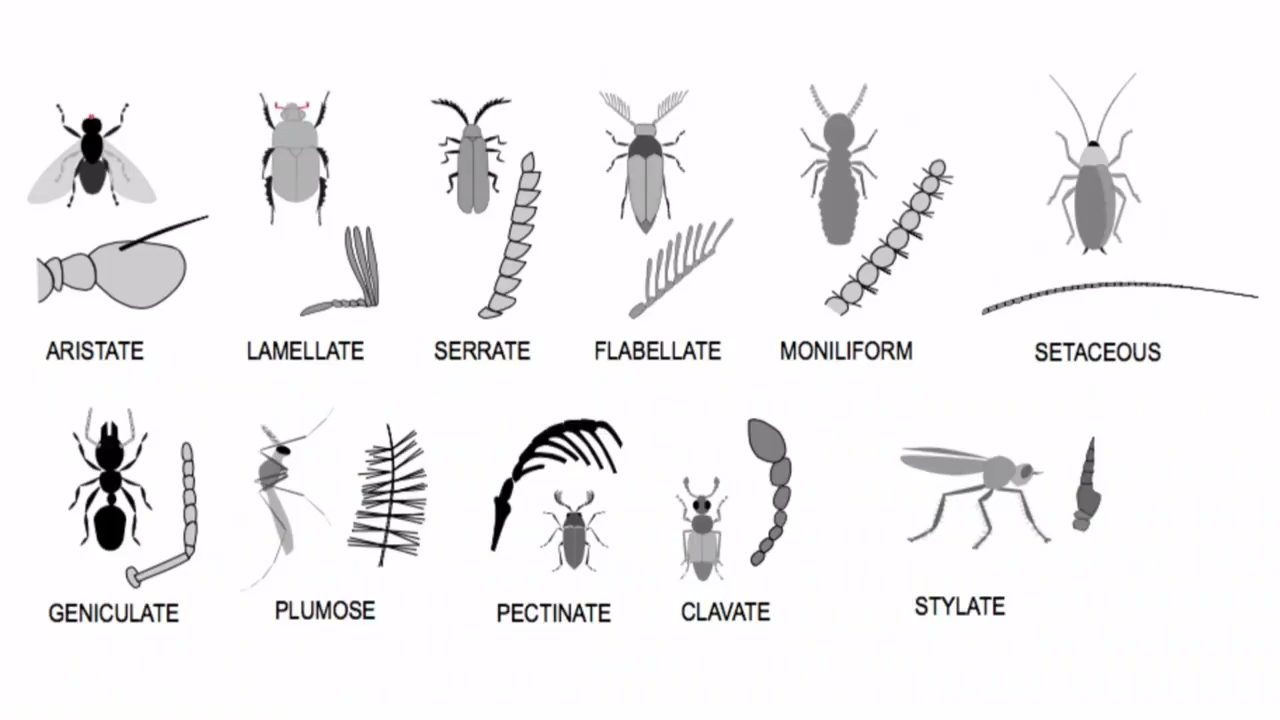 ARISTATE
LAMELLATE
SERRATE
FLABELLATE
MONILIFORM
SETACEOUS
GENICULATE
PLUMOSE
PECTINATE
CLAVATE
STYLATE